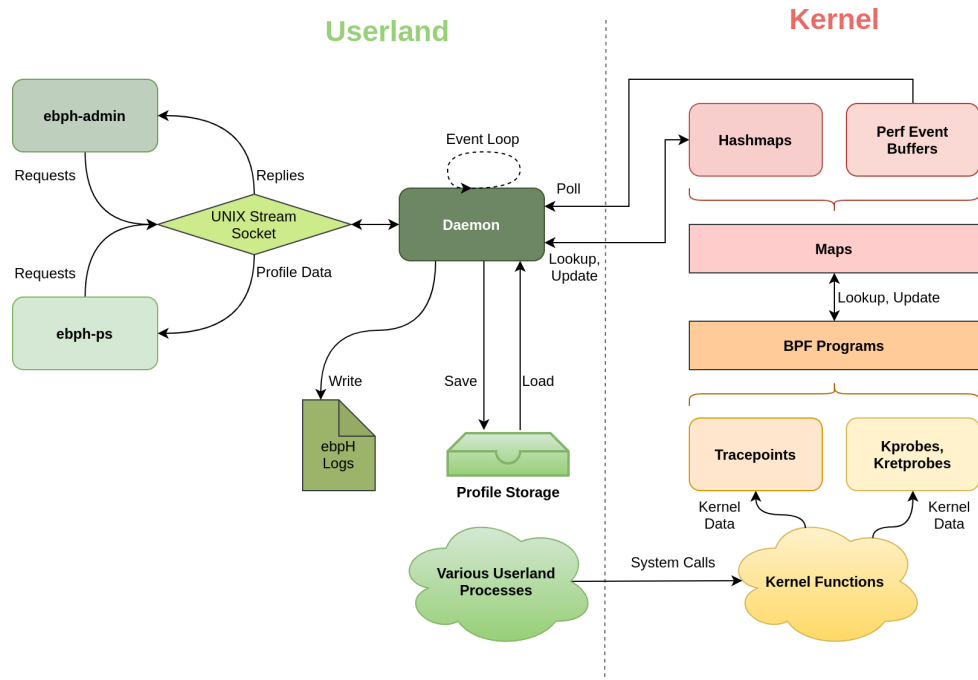 Userland
Kernel
ebph-admin
Requests
Replies
UNIX Stream
Socket
Requests
Profile Data
ebph-ps
Event Loop
Daemon
Poll
Lookup,
Update
Write
ebpH
Logs
Save
Load
Profile Storage
Various Userland
Processes
System Calls
Hashmaps
Perf Event
Buffers
Maps
Lookup, Update
BPF Programs
Tracepoints
Kprobes,
Kretprobes
Kernel
Data
Kernel
Data
Kernel Functions